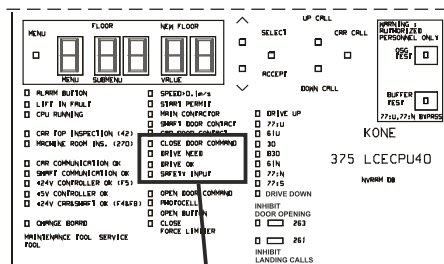 FLOOR NEW FLOOR
MENU
MENU SUBMENU VALUE
UP CALL
SELECT CAR CALL
ACCEPT
DOWN CALL
WARNING :
AUTHORIZED
PERSONNEL ONLY
OSG
TEST
BUFFER
TEST
77:U,77:N BYPASS
ALARM BUTTON
LIFT IN FAULT
CPU RUNNING
CAR TOP INSPECTION (42)
MACHINE ROOM INS. (270)
CAR COMMUNICATION OK
SHAFT COMMUNICATION OK
+24V CONTROLLER OK (F5)
+5V CONTROLLER OK
+24V CAR&SHAFT OK (F4&F8)
CHANGE BOARD
MAINTENANCE TOOL SERVICE
TOOL
SPEED>0.1m/s
START PERMIT
MAIN CONTACTOR
SHAFT DOOR CONTACT
CAR DOOR CONTACT
CLOSE DOOR COMMAND
DRIVE NEED
DRIVE OK
SAFETY INPUT
OPEN DOOR COMMAND
PHOTOCELL
OPEN BUTTON
CLOSE
FORCE LIMITER
DRIVE UP
77:U
61:U
30
B30
61:N
77:N
77:S
DRIVE DOWN
INHIBIT
DOOR OPENING
263
261
INHIBIT
LANDING CALLS
KONE
375 LCECPU40
NVRAM DB